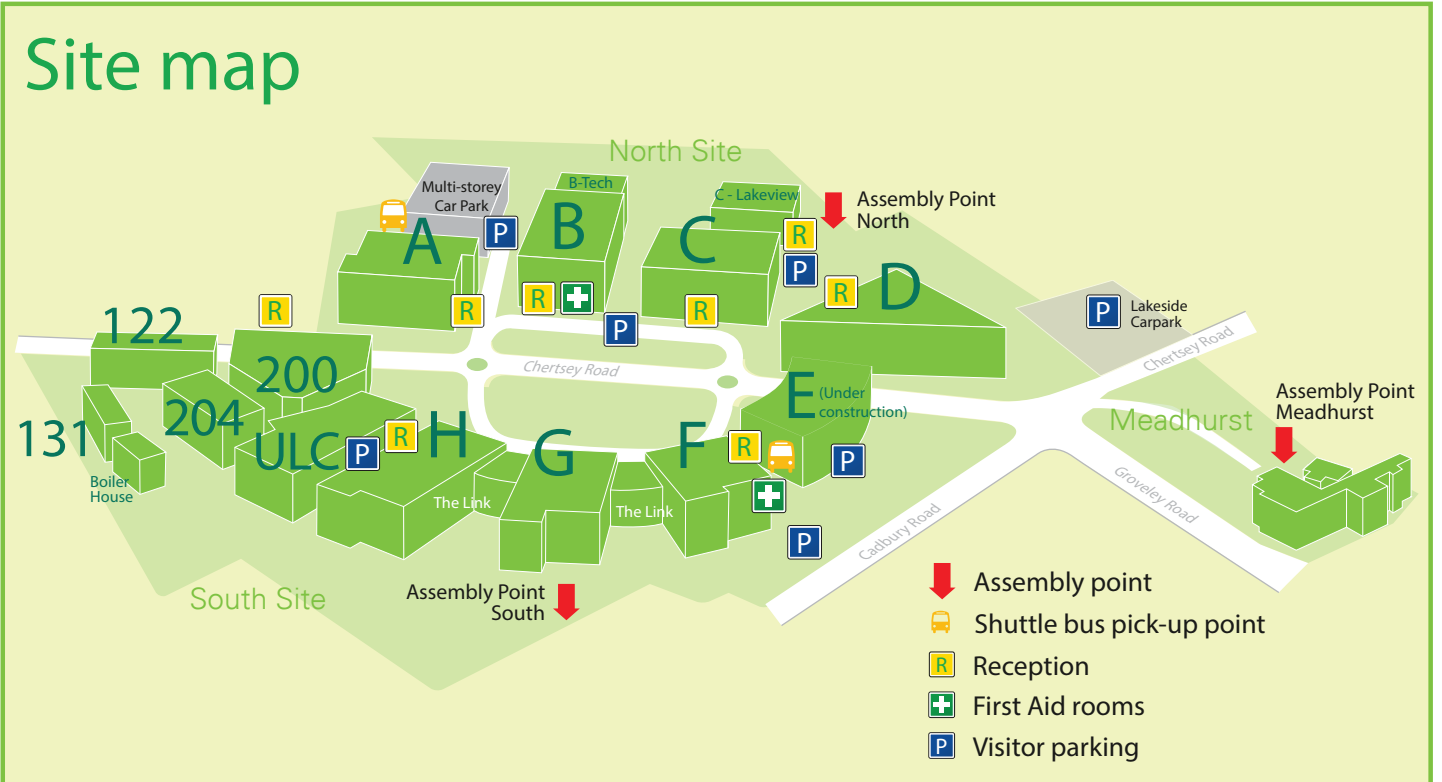 Site map
North Site
Multi-storey
Car Park
B-Tech
C - Lakeview
Assembly Point
North
A
P
B
C
R
P
D
R
122
R
R
R
P
R
P
Lakeside
Carpark
Chertsey Road
Chertsey Road
200
E
(Under
construction)
Assembly Point
Meadhurst
Meadhurst
131
204
ULC
P
R
H
G
F
R
P
Boiler
House
The Link
The Link
Groveley Road
Cadbury Road
P
South Site
Assembly Point
South
Assembly point
Shuttle bus pick-up point
R
Reception
First Aid rooms
P
Visitor parking